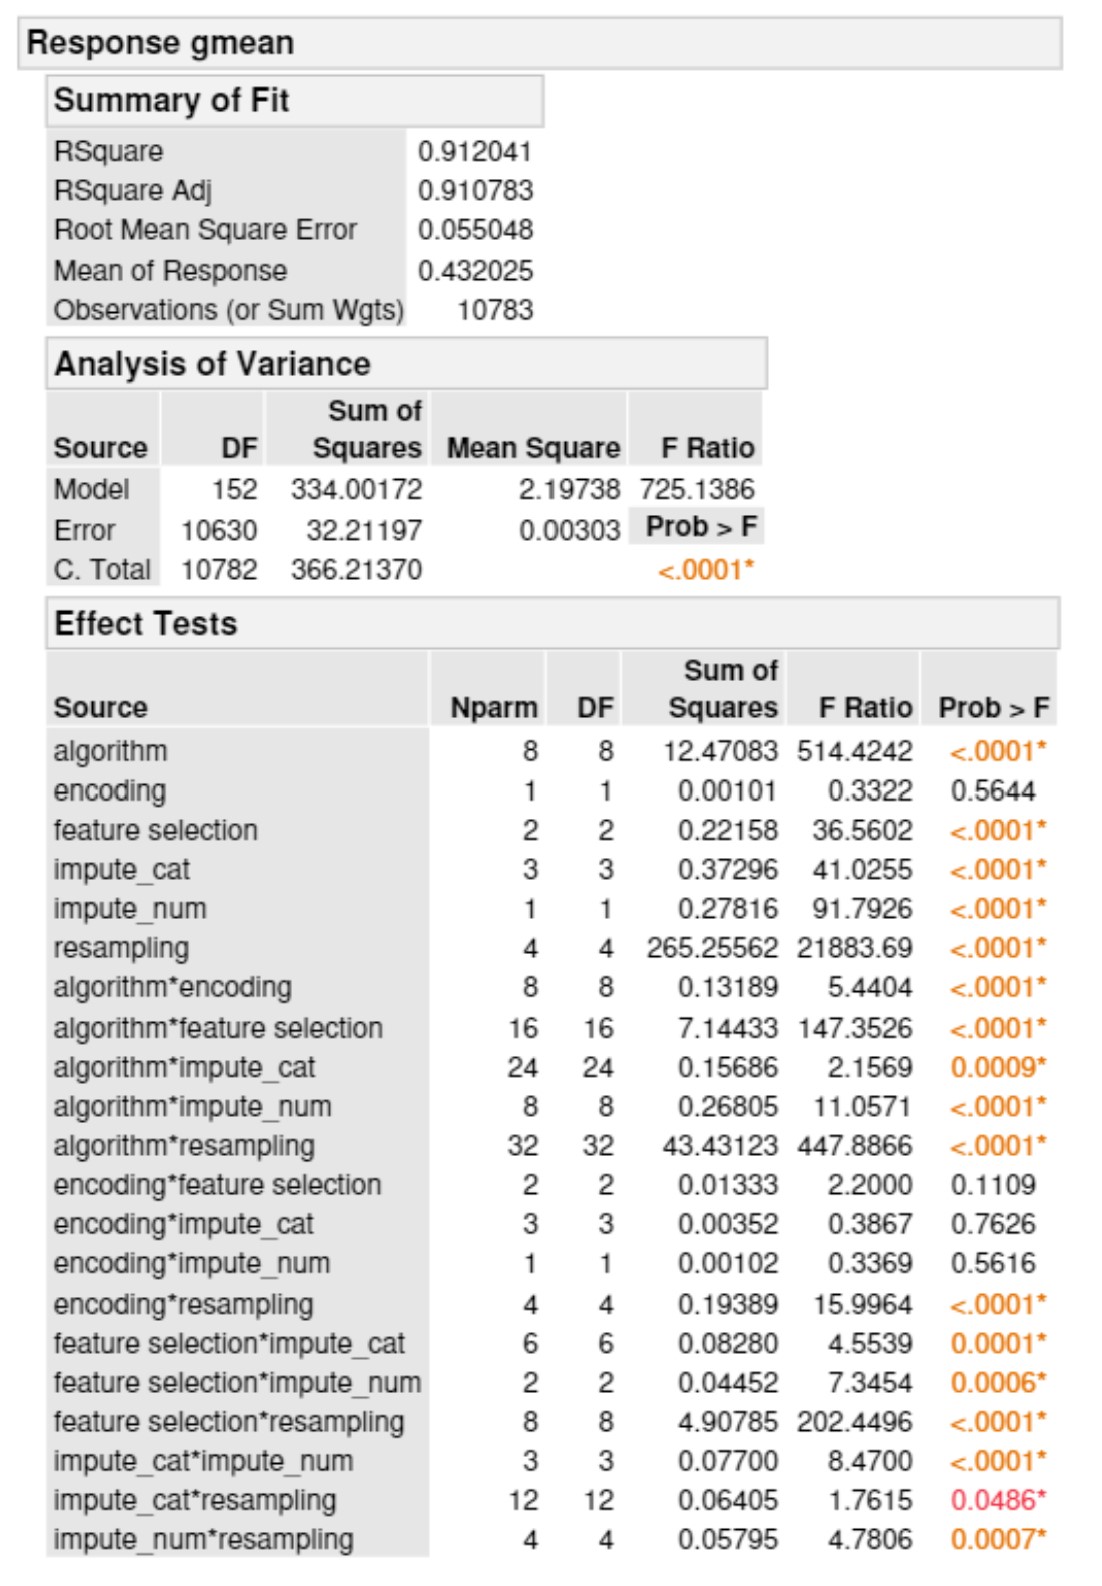 Response gmean
Summary of Fit
RSquare 0.912041
RSquare Adj 0.910783
Root Mean Square Error 0.055048
Mean of Response 0.432025
Observations (or Sum Wgts) 10783
Analysis of Variance
Sum of
Source DF Squares Mean Square F Ratio
Model 152 334.00172 2.19738 725.1386
Error 10630 32.21197 0.00303 Prob > F
C. Total 10782 366.21370 <.0001*
Effect Tests
Sum of
Source Nparm DF Squares F Ratio Prob > F
algorithm 8 8 12.47083 514.4242 <.0001*
encoding 1 1 0.00101 0.3322 0.5644
feature selection 2 2 0.22158 36.5602 <.0001*
impute_cat 3 3 0.37296 41.0255 <.0001*
impute_num 1 1 0.27816 91.7926 <.0001*
resampling 4 4 265.25562 21883.69 <.0001*
algorithm*encoding 8 8 0.13189 5.4404 <.0001*
algorithm*feature selection 16 16 7.14433 147.3526 <.0001*
algorithm*impute_cat 24 24 0.15686 2.1569 0.0009*
algorithm*impute_num 8 8 0.26805 11.0571 <.0001*
algorithm*resampling 32 32 43.43123 447.8866 <.0001*
encoding*feature selection 2 2 0.01333 2.2000 0.1109
encoding*impute_cat 3 3 0.00352 0.3867 0.7626
encoding*impute_num 1 1 0.00102 0.3369 0.5616
encoding*resampling 4 4 0.19389 15.9964 <.0001*
feature selection*impute_cat 6 6 0.08280 4.5539 0.0001*
feature selection*impute_num 2 2 0.04452 7.3454 0.0006*
feature selection*resampling 8 8 4.90785 202.4496 <.0001*
impute_cat*impute_num 3 3 0.07700 8.4700 <.0001*
impute_cat*resampling 12 12 0.06405 1.7615 0.0486*
impute_num*resampling 4 4 0.05795 4.7806 0.0007*